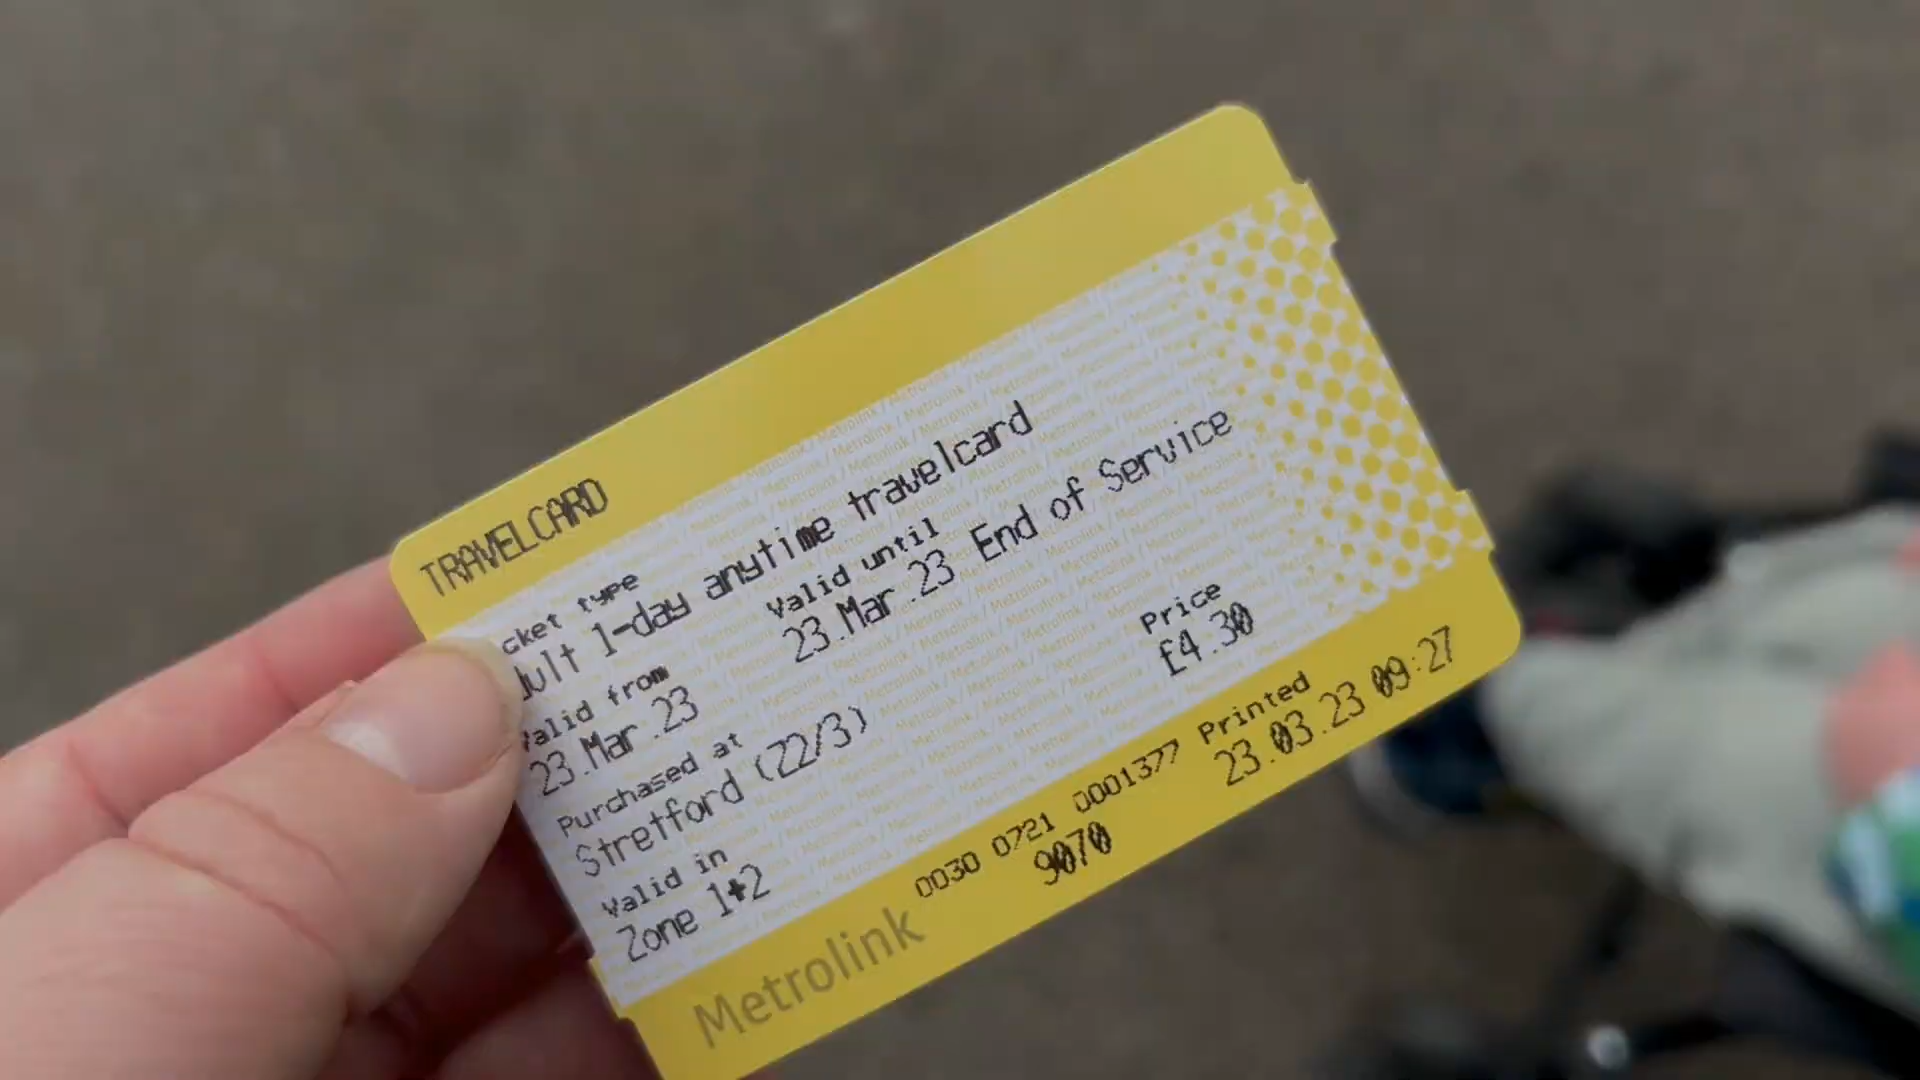 TRAVELCARD
cket type
dult 1-day anytime travelcard
Valid from Valid until
23.Mar.23 23.Mar.23 End of Service
Purchased at Price
Stretford (22/3) £4.30
Valid in
Zone 1+2
0030 0721 0001377 Printed
9070 23.03.23 09:27
Metrolink